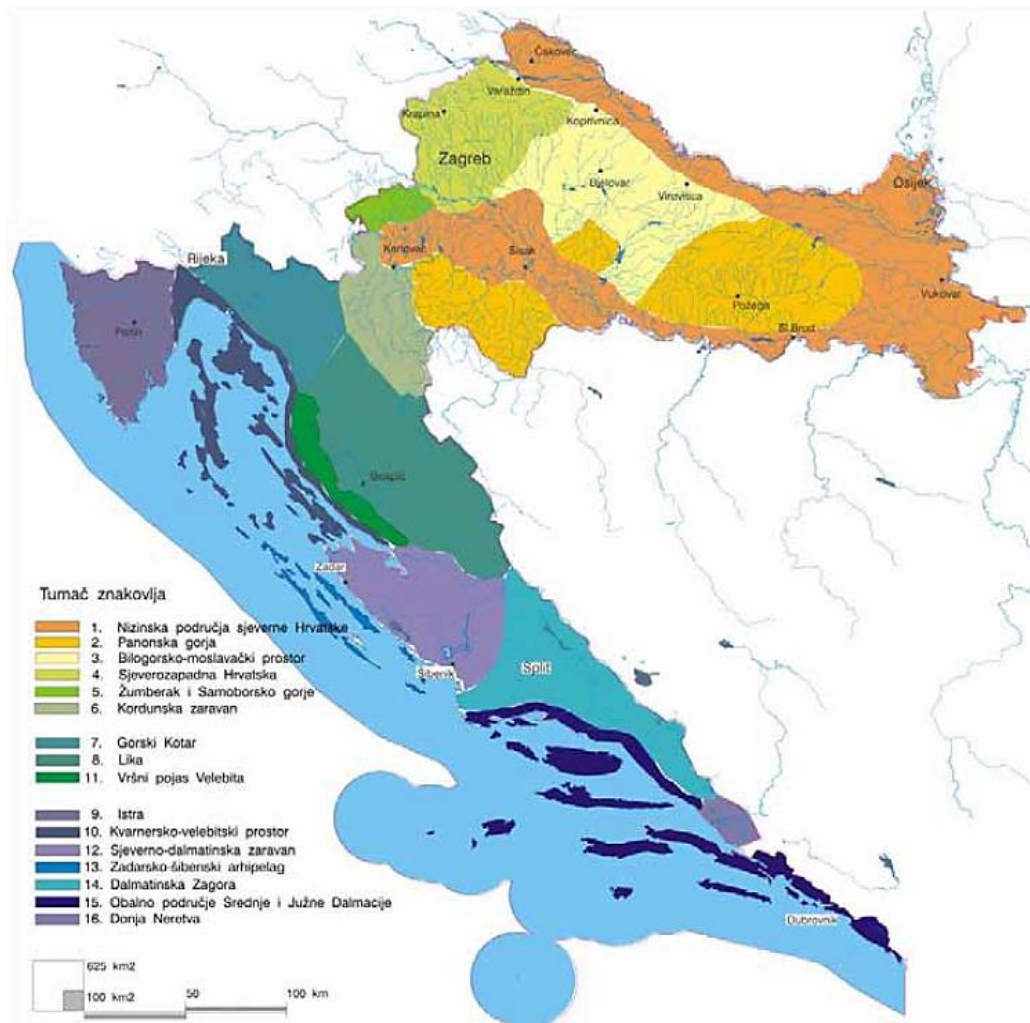 Čakovec
Varaždin
Krapina
Koprivnica
Zagreb
Bjelovar
Virovitica
Osijek
Karlovac
Sisak
Rijeka
Požega
Vukovar
Sl.Brod
Pazin
Gospić
Zadar
Šibenik
Split
Dubrovnik
Tumač znakovlja
1. Nizinska područja sjeverne Hrvatske
2. Panonska gorja
3. Bilogorsko-moslavački prostor
4. Sjeverozapadna Hrvatska
5. Žumberak i Samoborsko gorje
6. Kordunska zaravan
7. Gorski Kotar
8. Lika
11. Vršni pojas Velebita
9. Istra
10. Kvarnersko-velebitski prostor
12. Sjeverno-dalmatinska zaravan
13. Zadarsko-šibenski arhipelag
14. Dalmatinska Zagora
15. Obalno područje Srednje i Južne Dalmacije
16. Donja Neretva
625 km2
100 km2
50
100 km